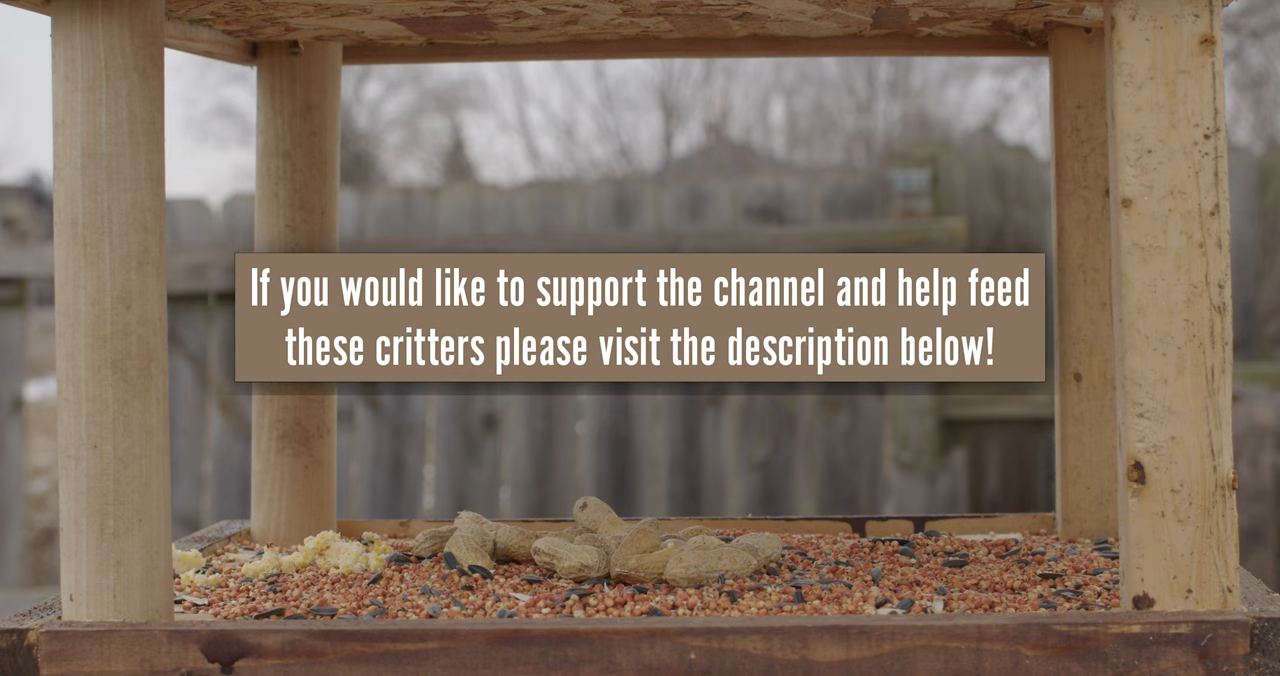 If you would like to support the channel and help feed
these critters please visit the description below!